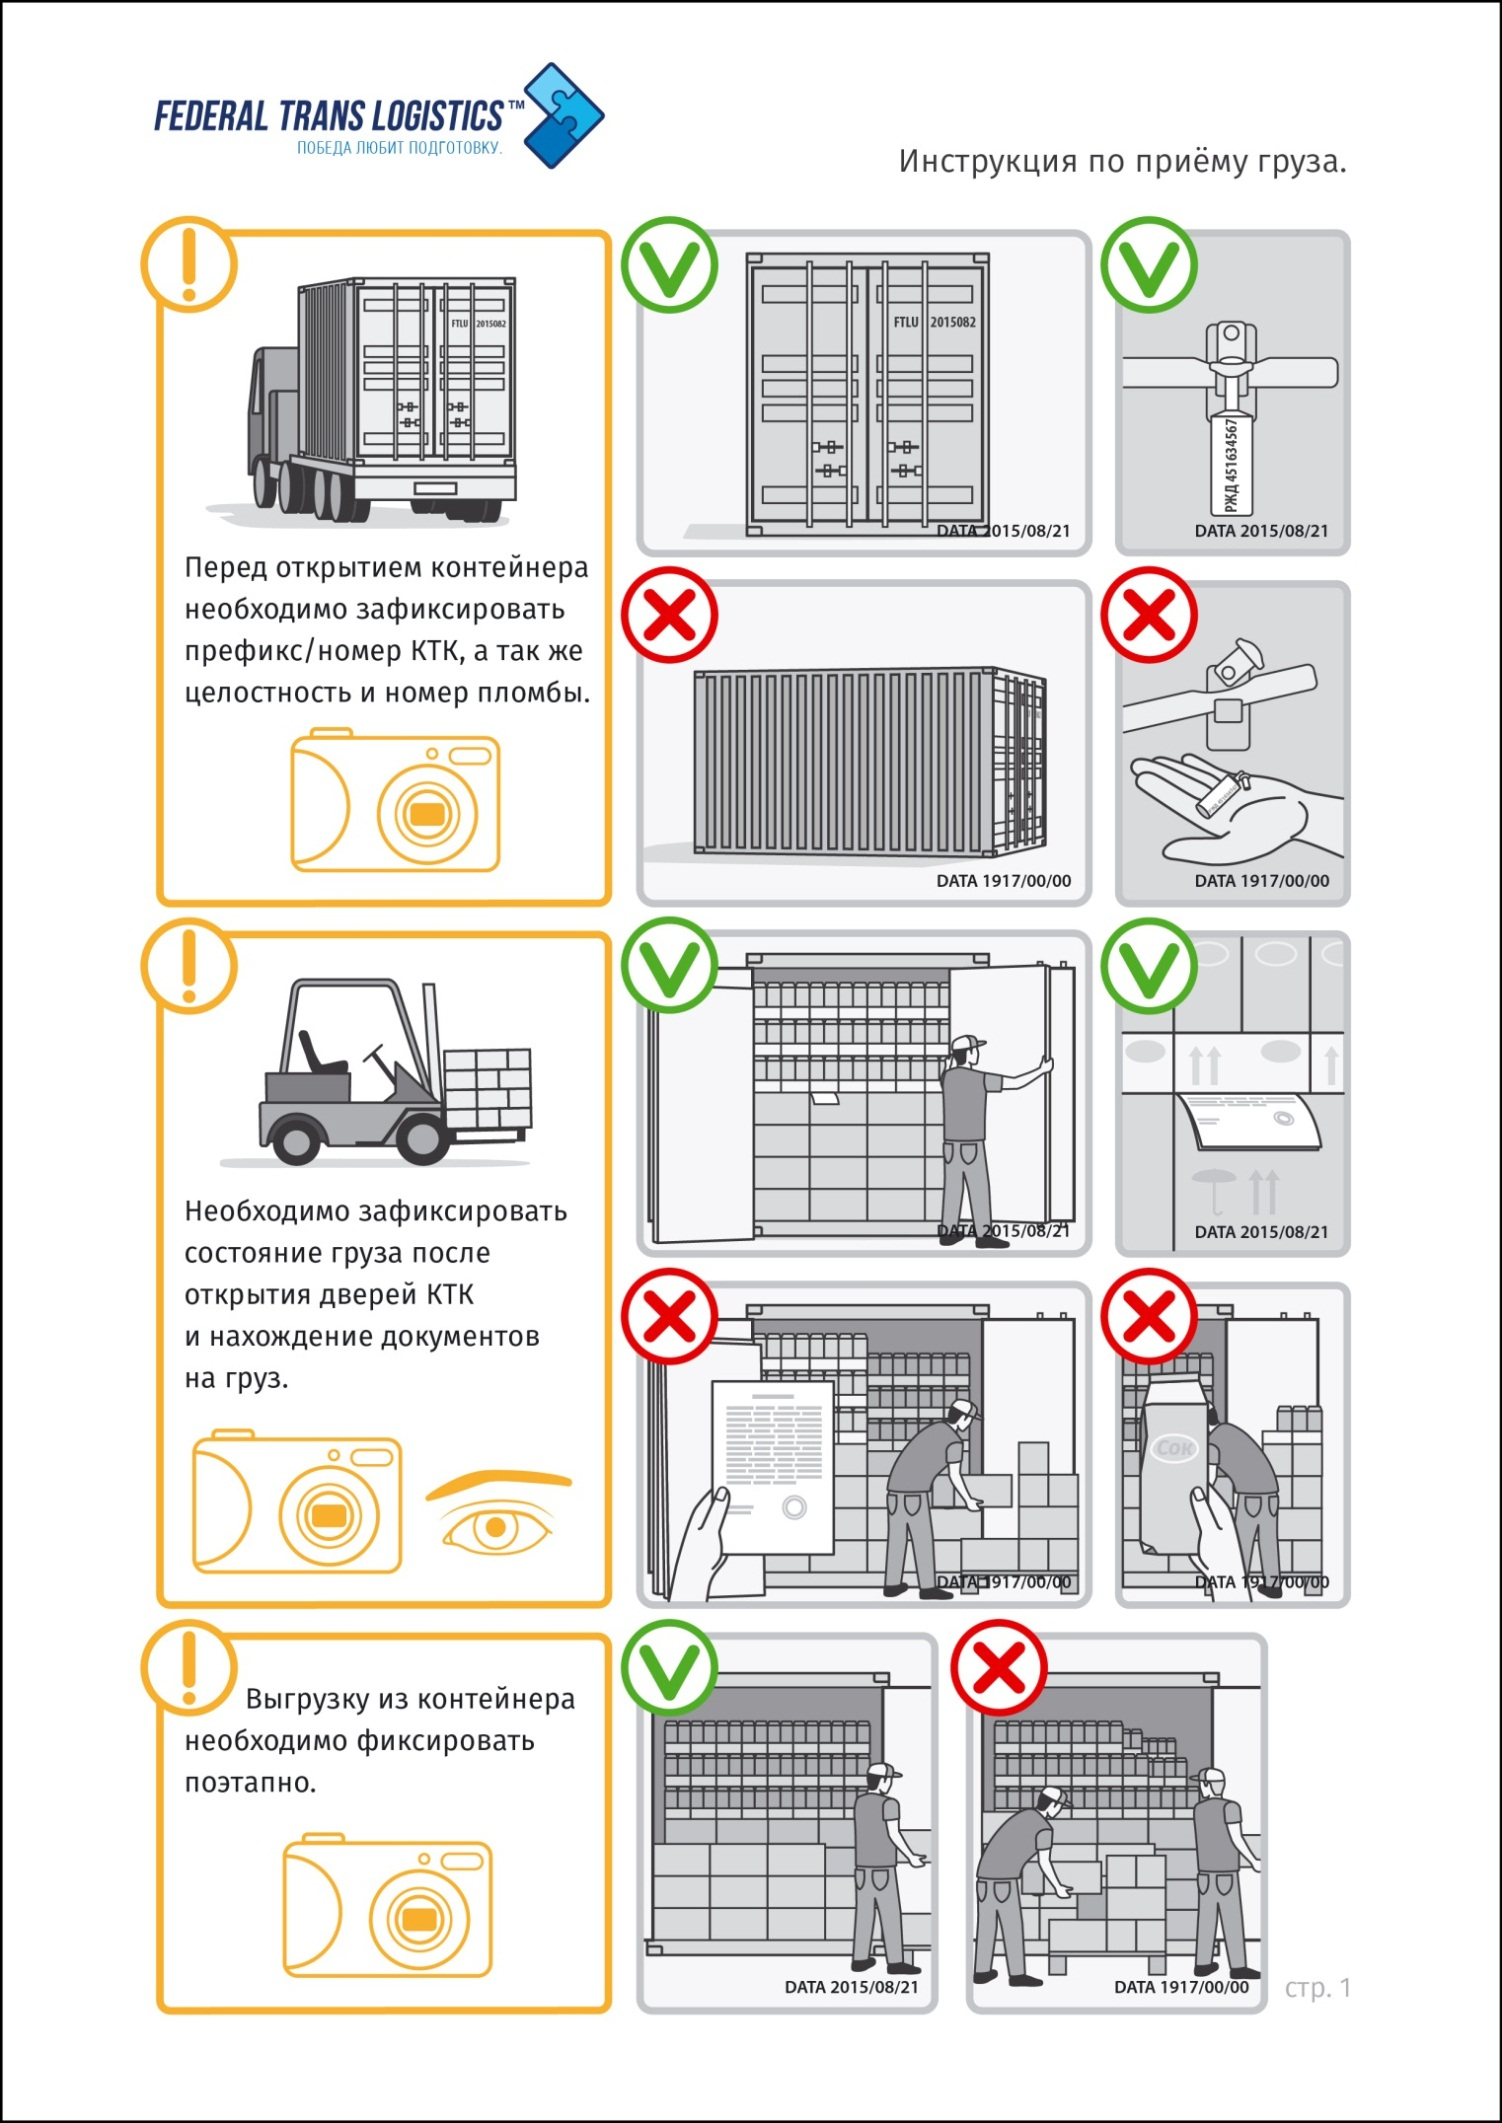 FEDERAL TRANS LOGISTICS™
ПОБЕДА ЛЮБИТ ПОДГОТОВКУ.
Инструкция по приёму груза.
FTLU 2015082
Перед открытием контейнера
необходимо зафиксировать
префикс/номер КТК, а так же
целостность и номер пломбы.
FTLU 2015082
DATA 2015/08/21
РЖД 451634567
DATA 2015/08/21
DATA 1917/00/00
DATA 1917/00/00
Необходимо зафиксировать
состояние груза после
открытия дверей КТК
и нахождение документов
на груз.
DATA 2015/08/21
DATA 2015/08/21
DATA 1917/00/00
Сок
DATA 1917/00/00
Выгрузку из контейнера
необходимо фиксировать
поэтапно.
DATA 2015/08/21
DATA 1917/00/00
стр. 1